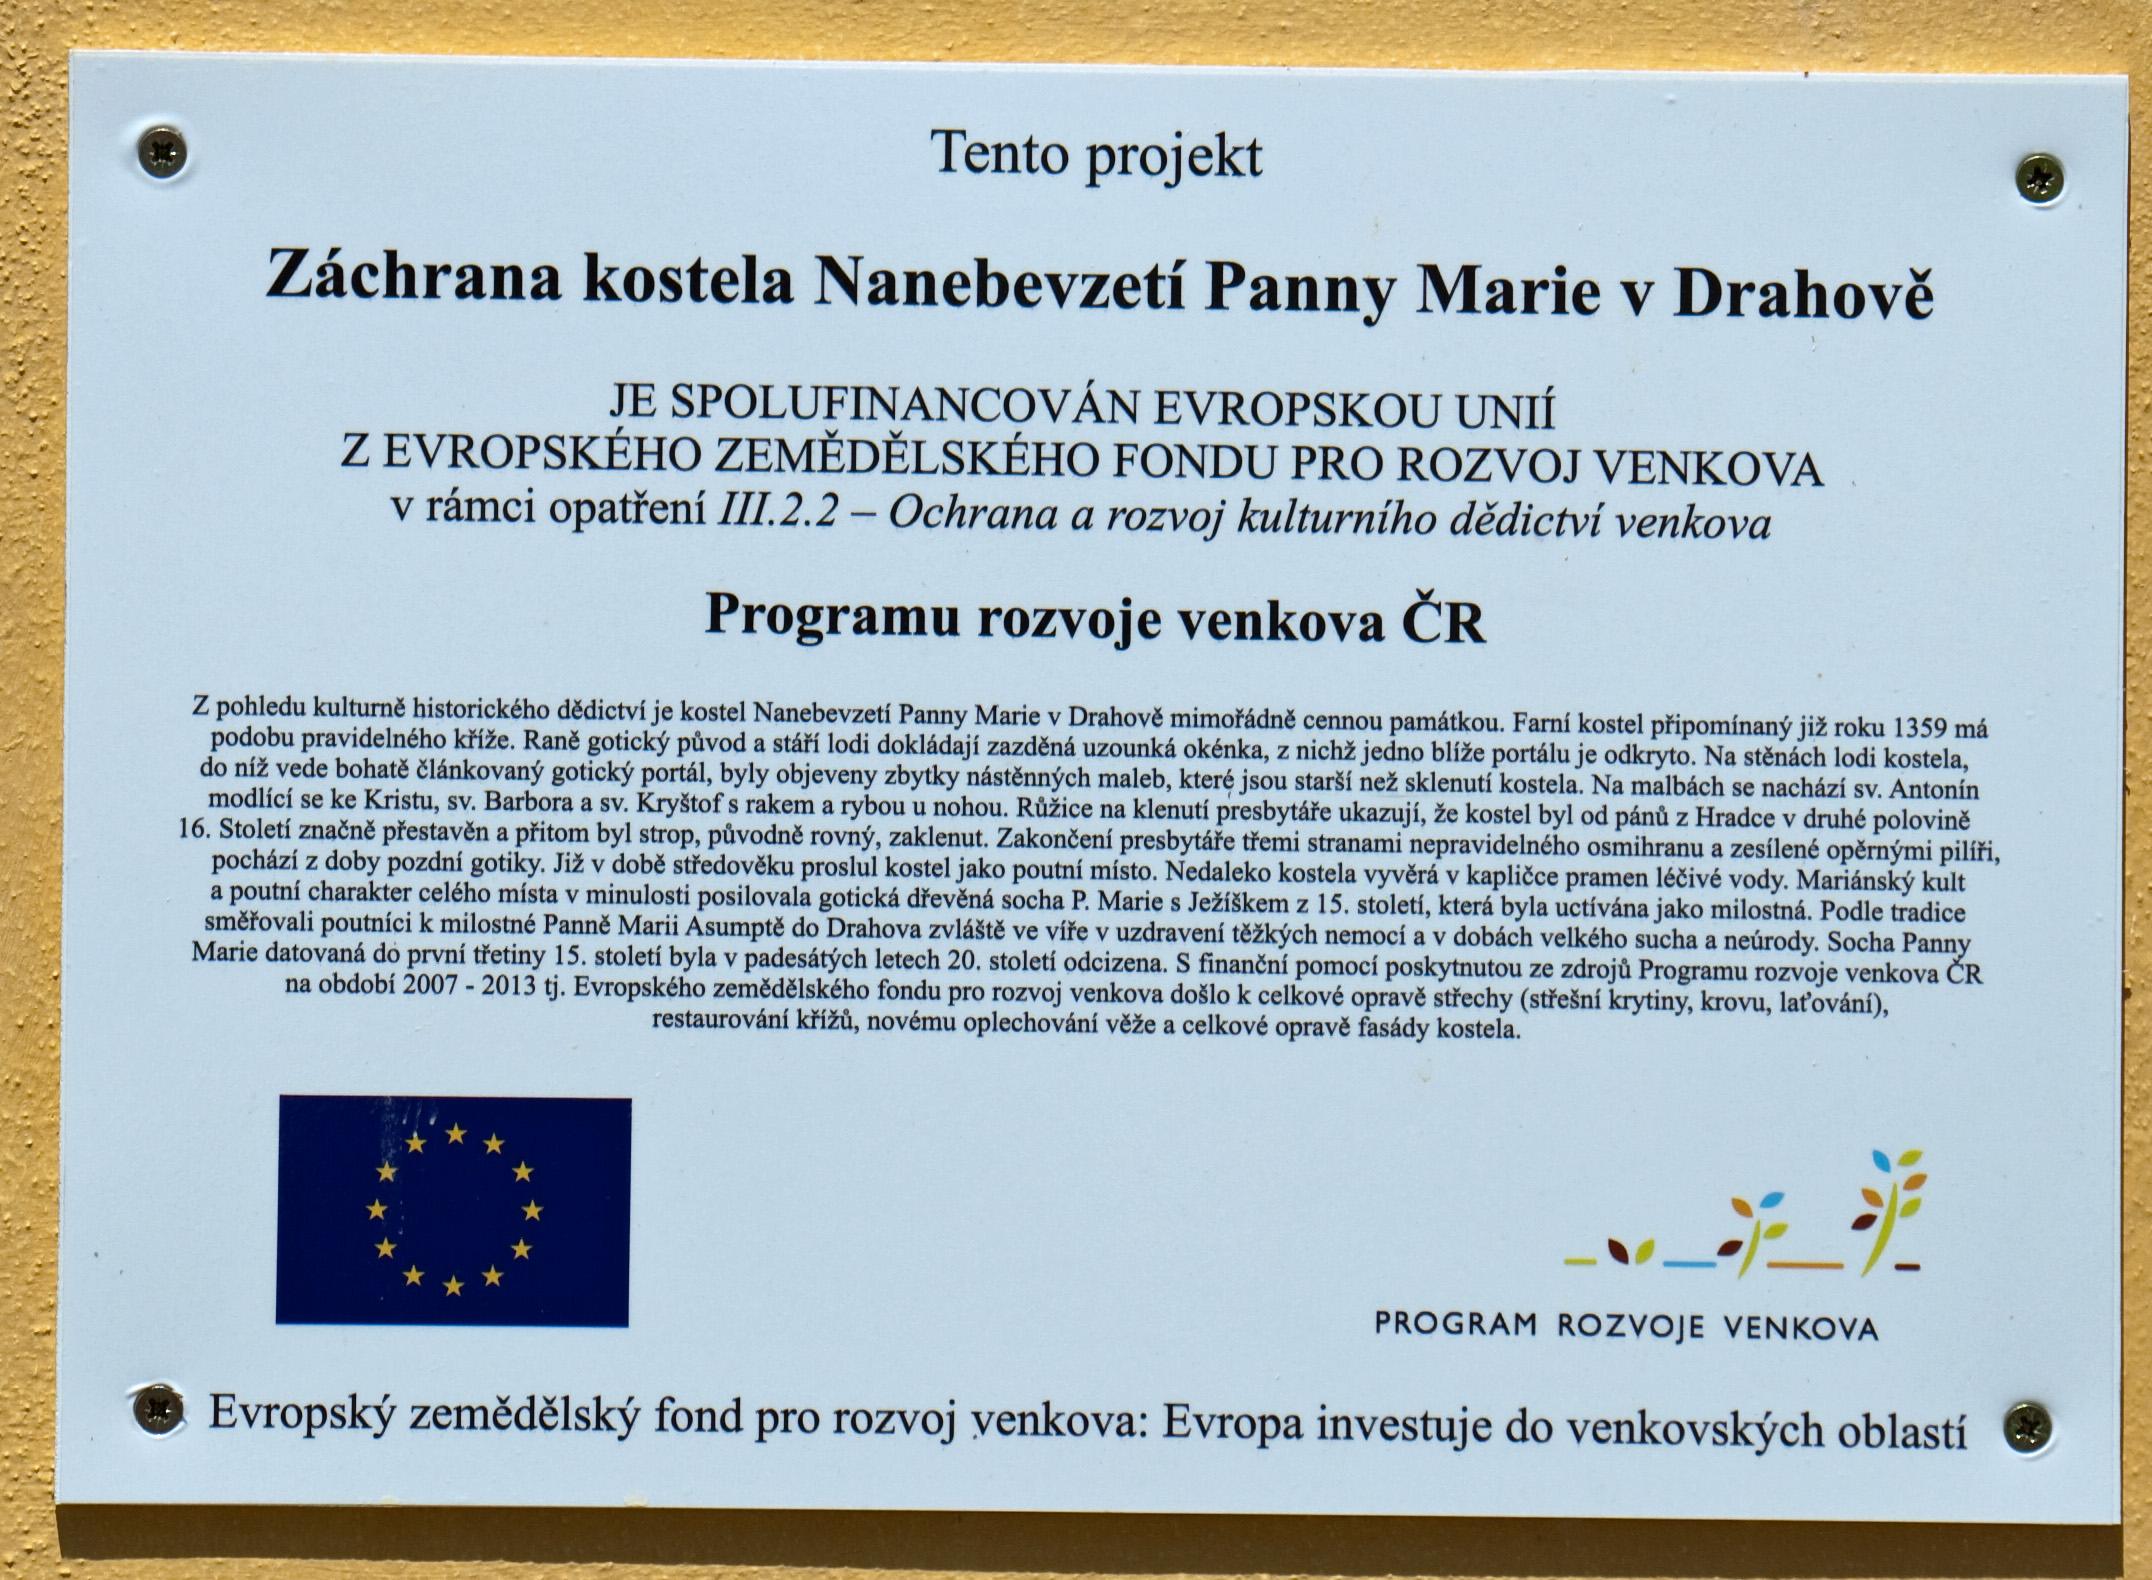 Tento projekt
Záchrana kostela Nanebevzetí Panny Marie v Drahově
JE SPOLUFINANCOVÁN EVROPSKOU UNIÍ
Z EVROPSKÉHO ZEMĚDĚLSKÉHO FONDU PRO ROZVOJ VENKOVA
v rámci opatření III.2.2 – Ochrana a rozvoj kulturního dědictví venkova
Programu rozvoje venkova ČR
Z pohledu kulturně historického dědictví je kostel Nanebevzetí Panny Marie v Drahově mimořádně cennou památkou. Farní kostel připomínaný již roku 1359 má
podobu pravidelného kříže. Raně gotický původ a stáří lodi dokládají zazděná uzounká okénka, z nichž jedno blíže portálu je odkryto. Na stěnách lodi kostela,
do níž vede bohatě článkovaný gotický portál, byly objeveny zbytky nástěnných maleb, které jsou starší než sklenutí kostela. Na malbách se nachází sv. Antonín
modlící se ke Kristu, sv. Barbora a sv. Kryštof s rakem a rybou u nohou. Růžice na klenutí presbytáře ukazují, že kostel byl od pánů z Hradce v druhé polovině
16. Století značně přestavěn a přitom byl strop, původně rovný, zaklenut. Zakončení presbytáře třemi stranami nepravidelného osmihranu a zesílené opěrnými pilíři,
pochází z doby pozdní gotiky. Již v době středověku proslul kostel jako poutní místo. Nedaleko kostela vyvěrá v kapličce pramen léčivé vody. Mariánský kult
a poutní charakter celého místa v minulosti posilovala gotická dřevěná socha P. Marie s Ježíškem z 15. století, která byla uctívána jako milostná. Podle tradice
směřovali poutníci k milostné Panně Marii Asumptě do Drahova zvláště ve víře v uzdravení těžkých nemocí a v dobách velkého sucha a neúrody. Socha Panny
Marie datovaná do první třetiny 15. století byla v padesátých letech 20. století odcizena. S finanční pomocí poskytnutou ze zdrojů Programu rozvoje venkova ČR
na období 2007 - 2013 tj. Evropského zemědělského fondu pro rozvoj venkova došlo k celkové opravě střechy (střešní krytiny, krovu, laťování),
restaurování křížů, novému oplechování věže a celkové opravě fasády kostela.
PROGRAM ROZVOJE VENKOVA
Evropský zemědělský fond pro rozvoj venkova: Evropa investuje do venkovských oblastí